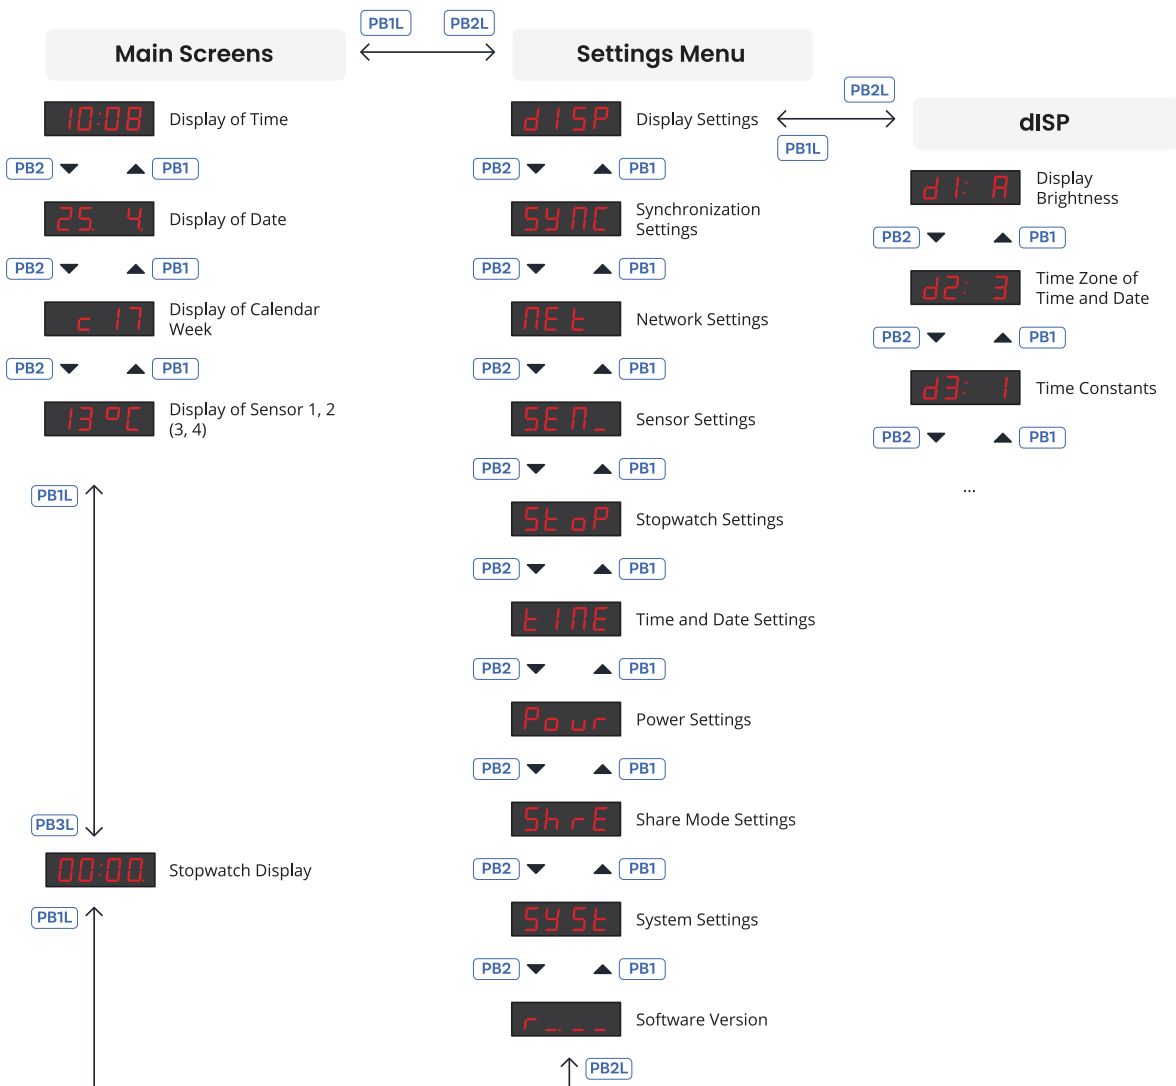 PB1L PB2L
Main Screens
Settings Menu
10:08 Display of Time
PB2 PB1
25. 4. Display of Date
PB2 PB1
c 17 Display of Calendar
Week
PB2 PB1
13 °C Display of Sensor 1, 2
(3, 4)
PB1L
PB3L
00:00. Stopwatch Display
PB1L
dISP Display Settings
PB2 PB1
SYNC Synchronization
Settings
PB2 PB1
NEt Network Settings
PB2 PB1
SEN_ Sensor Settings
PB2 PB1
StoP Stopwatch Settings
PB2 PB1
tIME Time and Date Settings
PB2 PB1
Pour Power Settings
PB2 PB1
ShrE Share Mode Settings
PB2 PB1
SYSt System Settings
PB2 PB1
r _._ _ Software Version
PB2L
PB2L
PB1L
dISP
d1: A Display
Brightness
PB2 PB1
d2: 3 Time Zone of
Time and Date
PB2 PB1
d3: 1 Time Constants
PB2 PB1
...